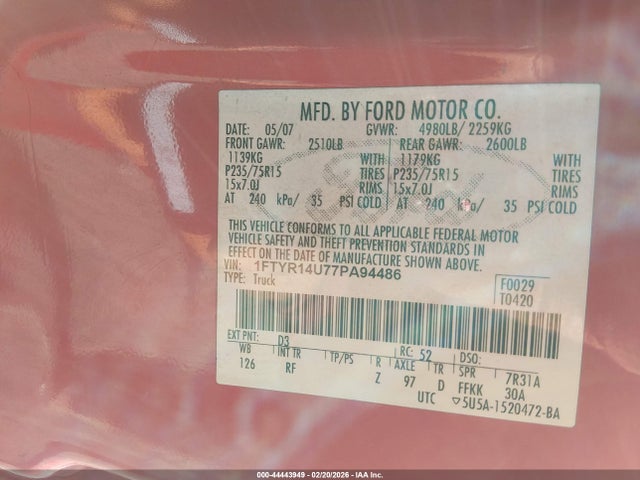 MFD. BY FORD MOTOR CO.
DATE: 05/07 GVWR: 4980LB/ 2259KG
FRONT GAWR: 2510LB REAR GAWR: 2600LB
1139KG WITH 1179KG WITH
P235/75R15 TIRES P235/75R15 TIRES
15x7.0J RIMS 15x7.0J RIMS
AT 240 kPa/ 35 PSI COLD AT 240 kPa/ 35 PSI COLD
THIS VEHICLE CONFORMS TO ALL APPLICABLE FEDERAL MOTOR
VEHICLE SAFETY AND THEFT PREVENTION STANDARDS IN
EFFECT ON THE DATE OF MANUFACTURE SHOWN ABOVE.
VIN: 1FTYR14U77PA94486 F0029
TYPE: Truck T0420
EXT PNT: D3 RC: 52 DSO:
WB INT TR TP/PS R AXLE TR SPR 7R31A
126 RF Z 97 D FFKK 30A
UTC ▽5U5A-1520472-BA
Ford
00-44443949 - 02/20/2026 - IAA Inc.